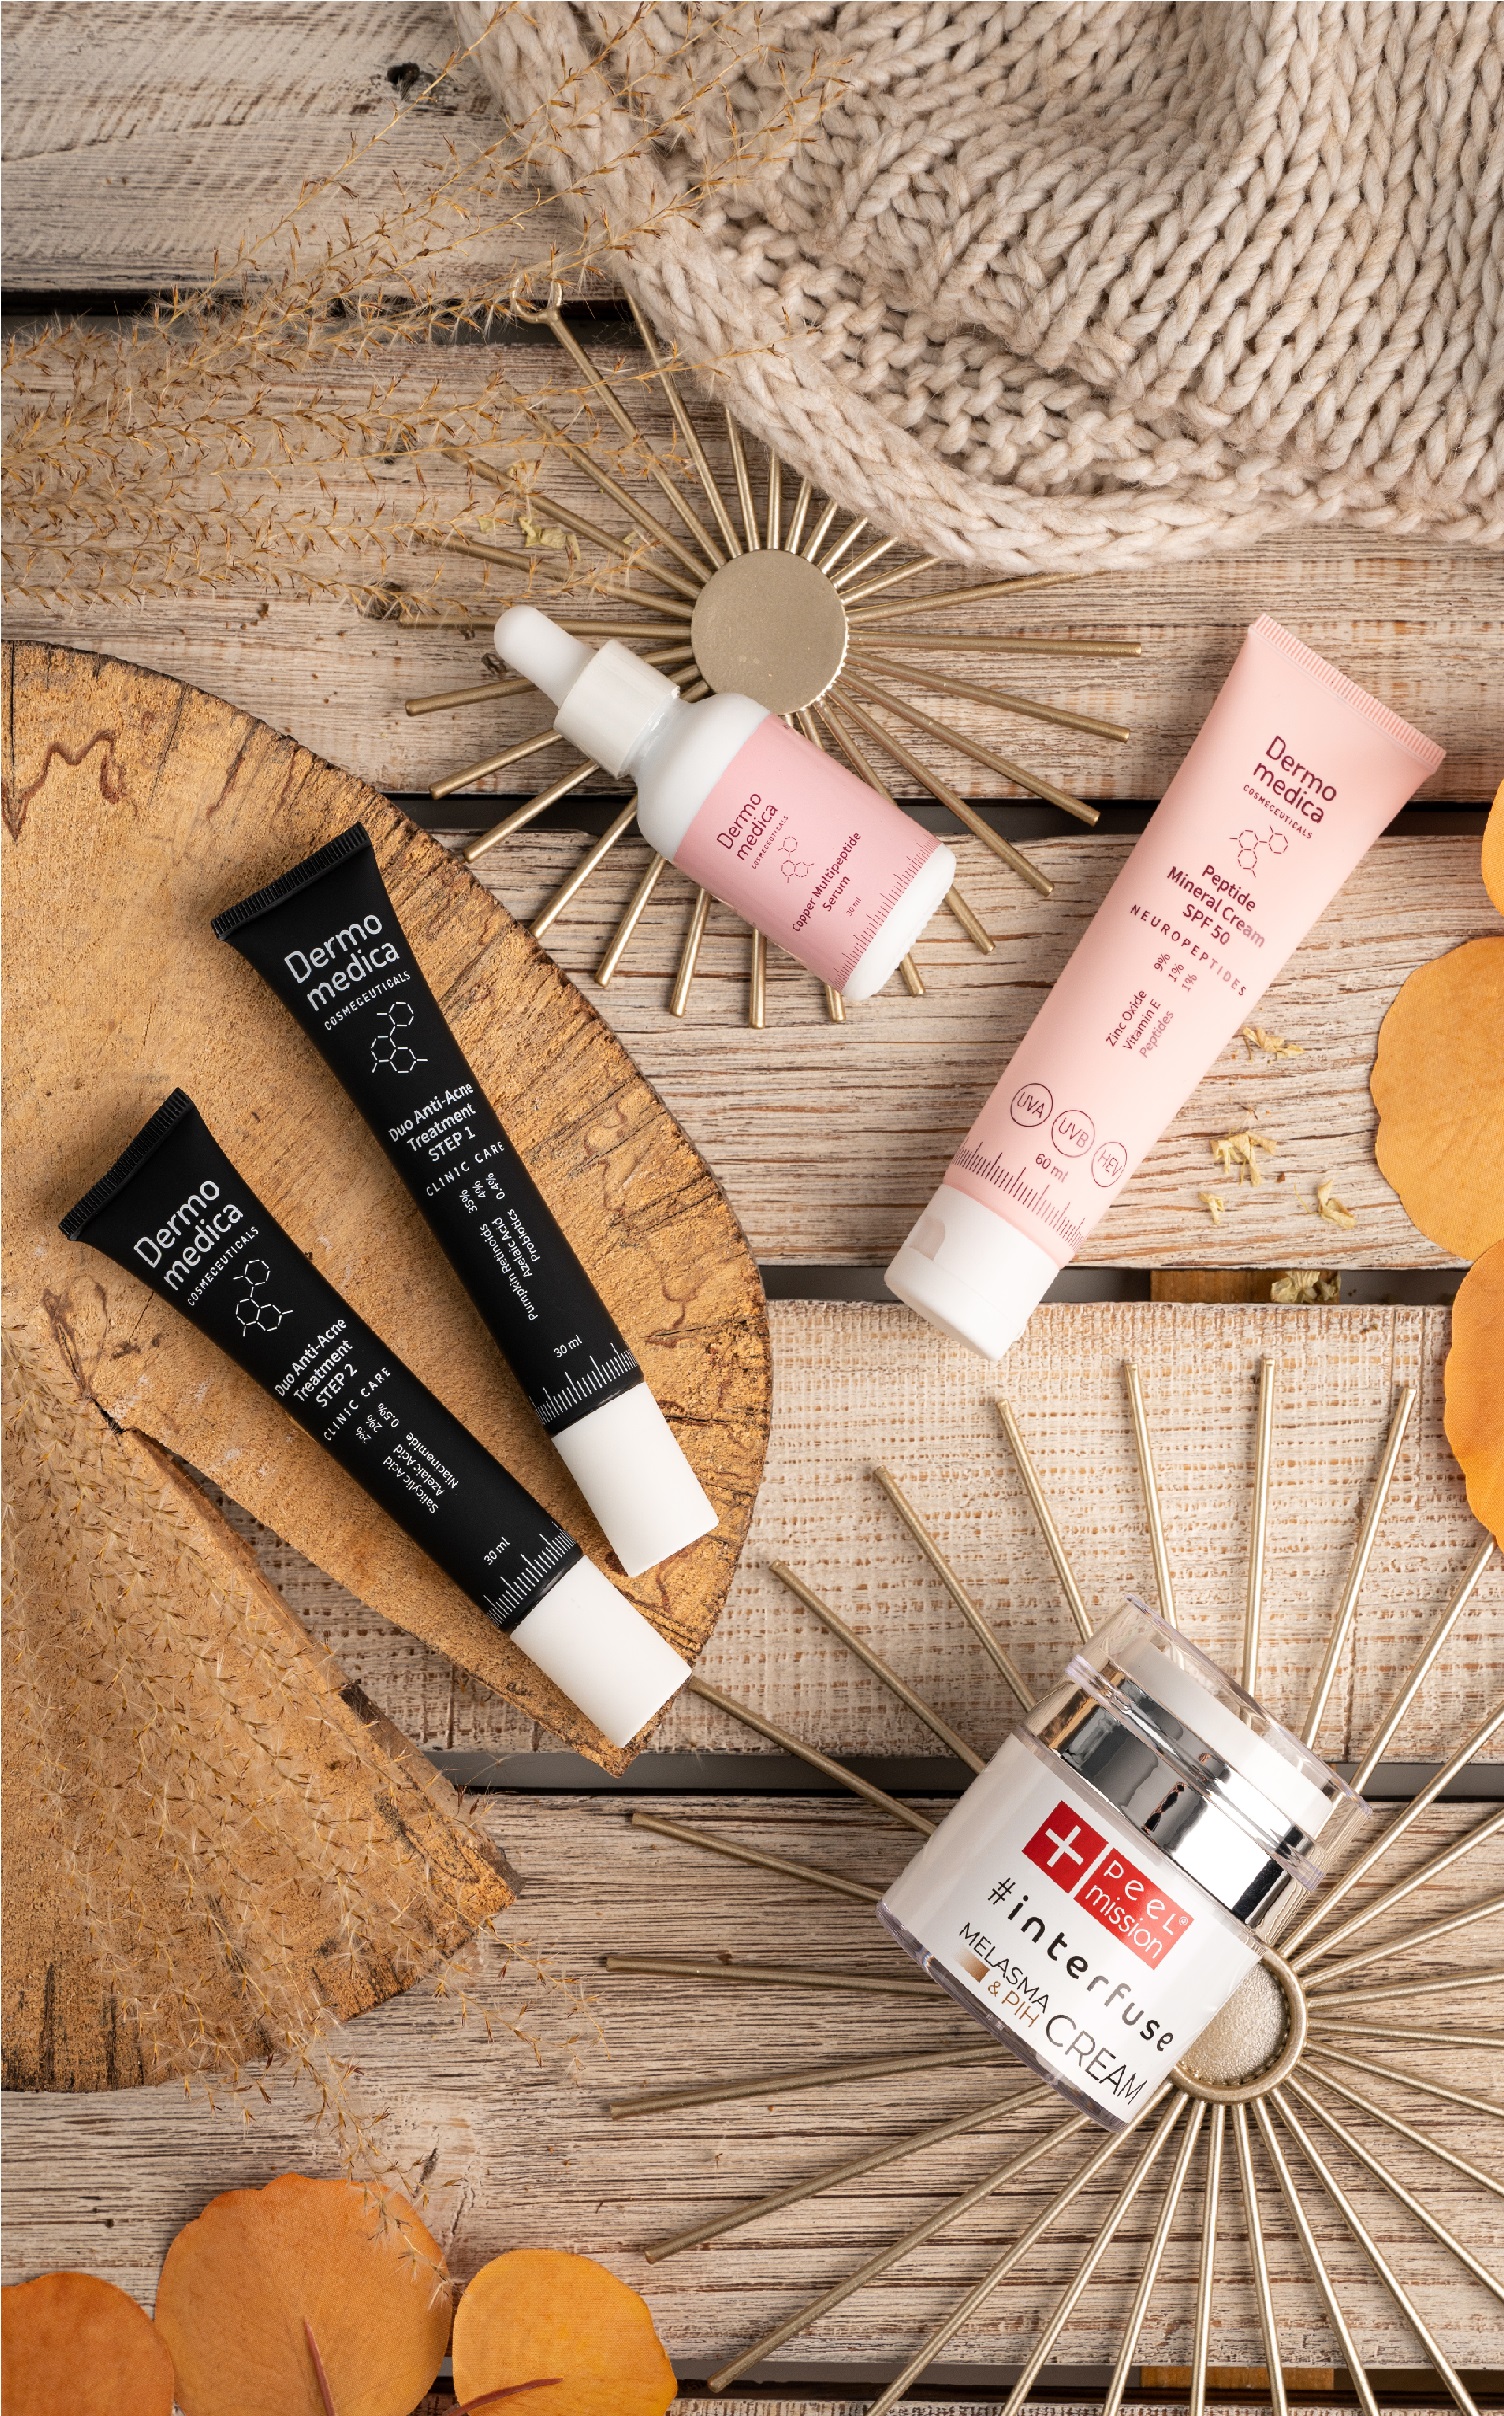 Dermo
medica
COSMECEUTICALS
Copper Multipeptide
Serum
30 ml
Dermo
medica
COSMECEUTICALS
Peptide
Mineral Cream
SPF 50
NEUROPEPTIDES
Zinc Oxide 9%
Vitamin E 1%
Peptides 1%
UVA UVB HEV
60 ml
Dermo
medica
COSMECEUTICALS
Duo Anti-Acne
Treatment
STEP 1
CLINIC CARE
Pumpkin Retinoids 35%
Azelaic Acid 4%
Probiotics 0.4%
30 ml
Dermo
medica
COSMECEUTICALS
Duo Anti-Acne
Treatment
STEP 2
CLINIC CARE
Salicylic Acid 2%
Azelaic Acid 2%
Niacinamide 0.5%
30 ml
peeL®
mission
#interfuse
MELASMA
& PIH CREAM